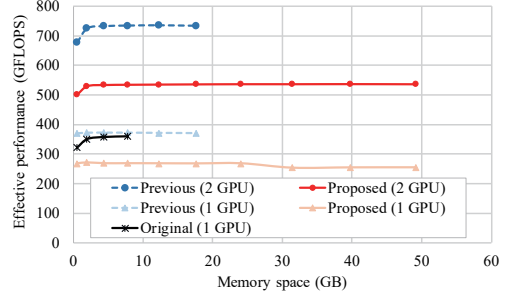 Effective performance (GFLOPS)
800
700
600
500
400
300
200
100
0
Previous (2 GPU) Proposed (2 GPU)
Previous (1 GPU) Proposed (1 GPU)
Original (1 GPU)
0 10 20 30 40 50 60
Memory space (GB)